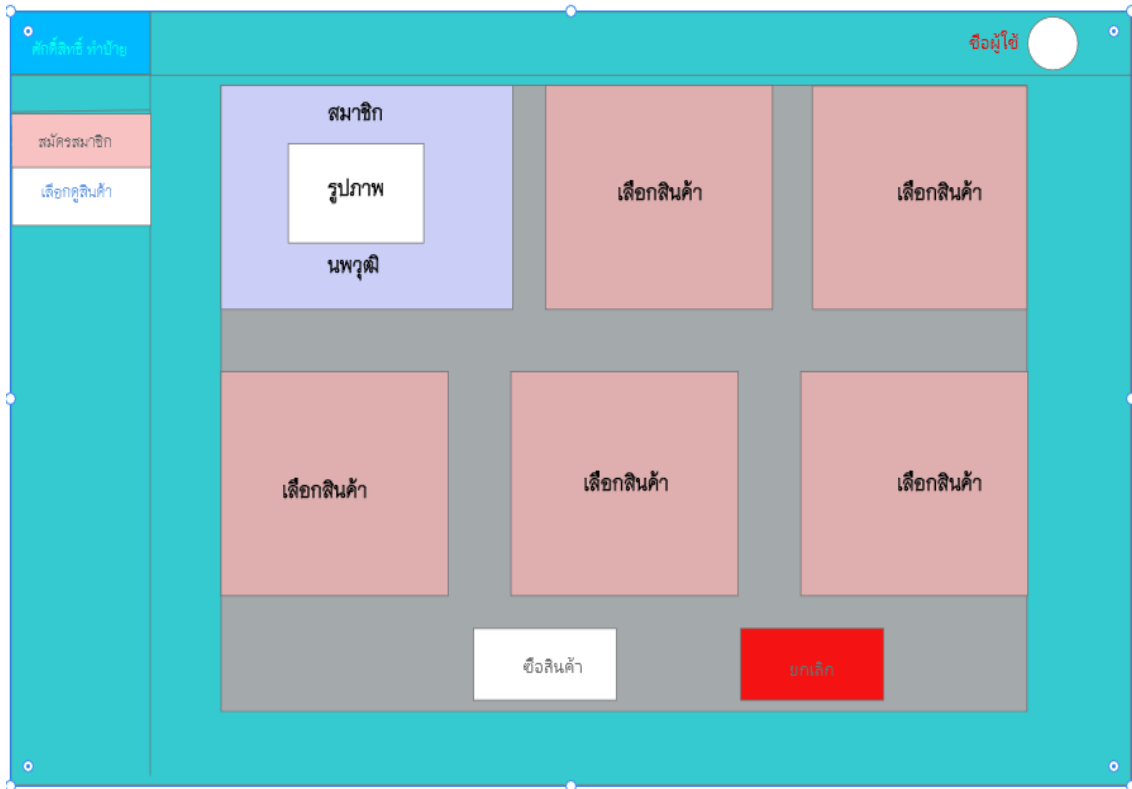 ศักดิ์สิทธิ์ ทำป้าย
ชื่อผู้ใช้
สมัครสมาชิก
เลือกดูสินค้า
สมาชิก
รูปภาพ
นพวุฒิ
เลือกสินค้า
เลือกสินค้า
เลือกสินค้า
เลือกสินค้า
เลือกสินค้า
ซื้อสินค้า
ยกเลิก